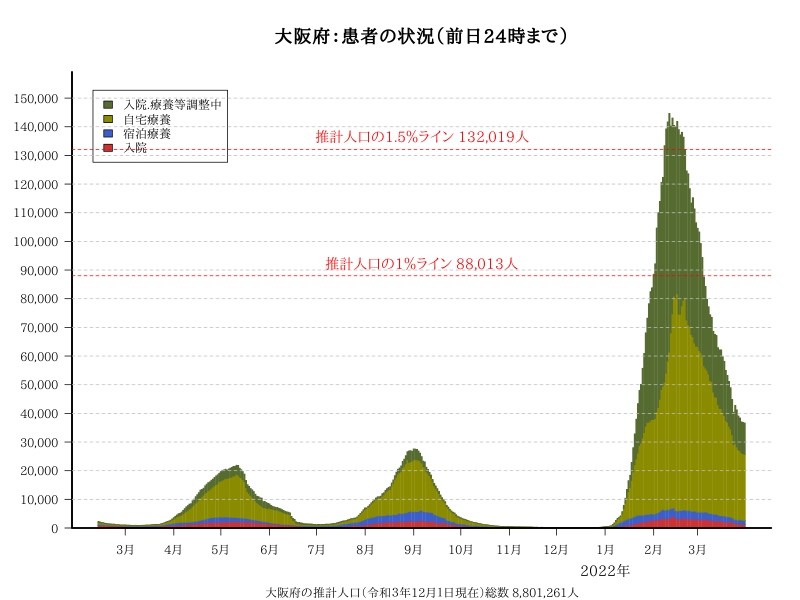 大阪府：患者の状況（前日24時まで）
150,000
140,000
130,000
120,000
110,000
100,000
90,000
80,000
70,000
60,000
50,000
40,000
30,000
20,000
10,000
0
入院.療養等調整中
自宅療養
宿泊療養
入院
推計人口の1.5%ライン 132,019人
推計人口の1%ライン 88,013人
3月 4月 5月 6月 7月 8月 9月 10月 11月 12月 1月 2月 3月
2022年
大阪府の推計人口（令和3年12月1日現在）総数 8,801,261人